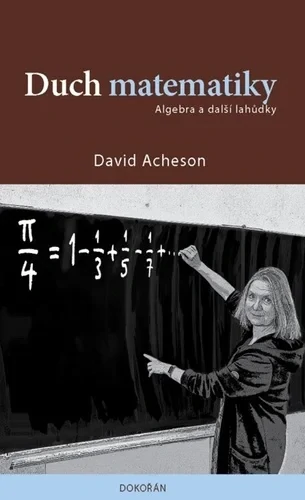 Duch matematiky
Algebra a další lahůdky
David Acheson
π/4 = 1 - 1/3 + 1/5 - 1/7 + ...
DOKOŘÁN